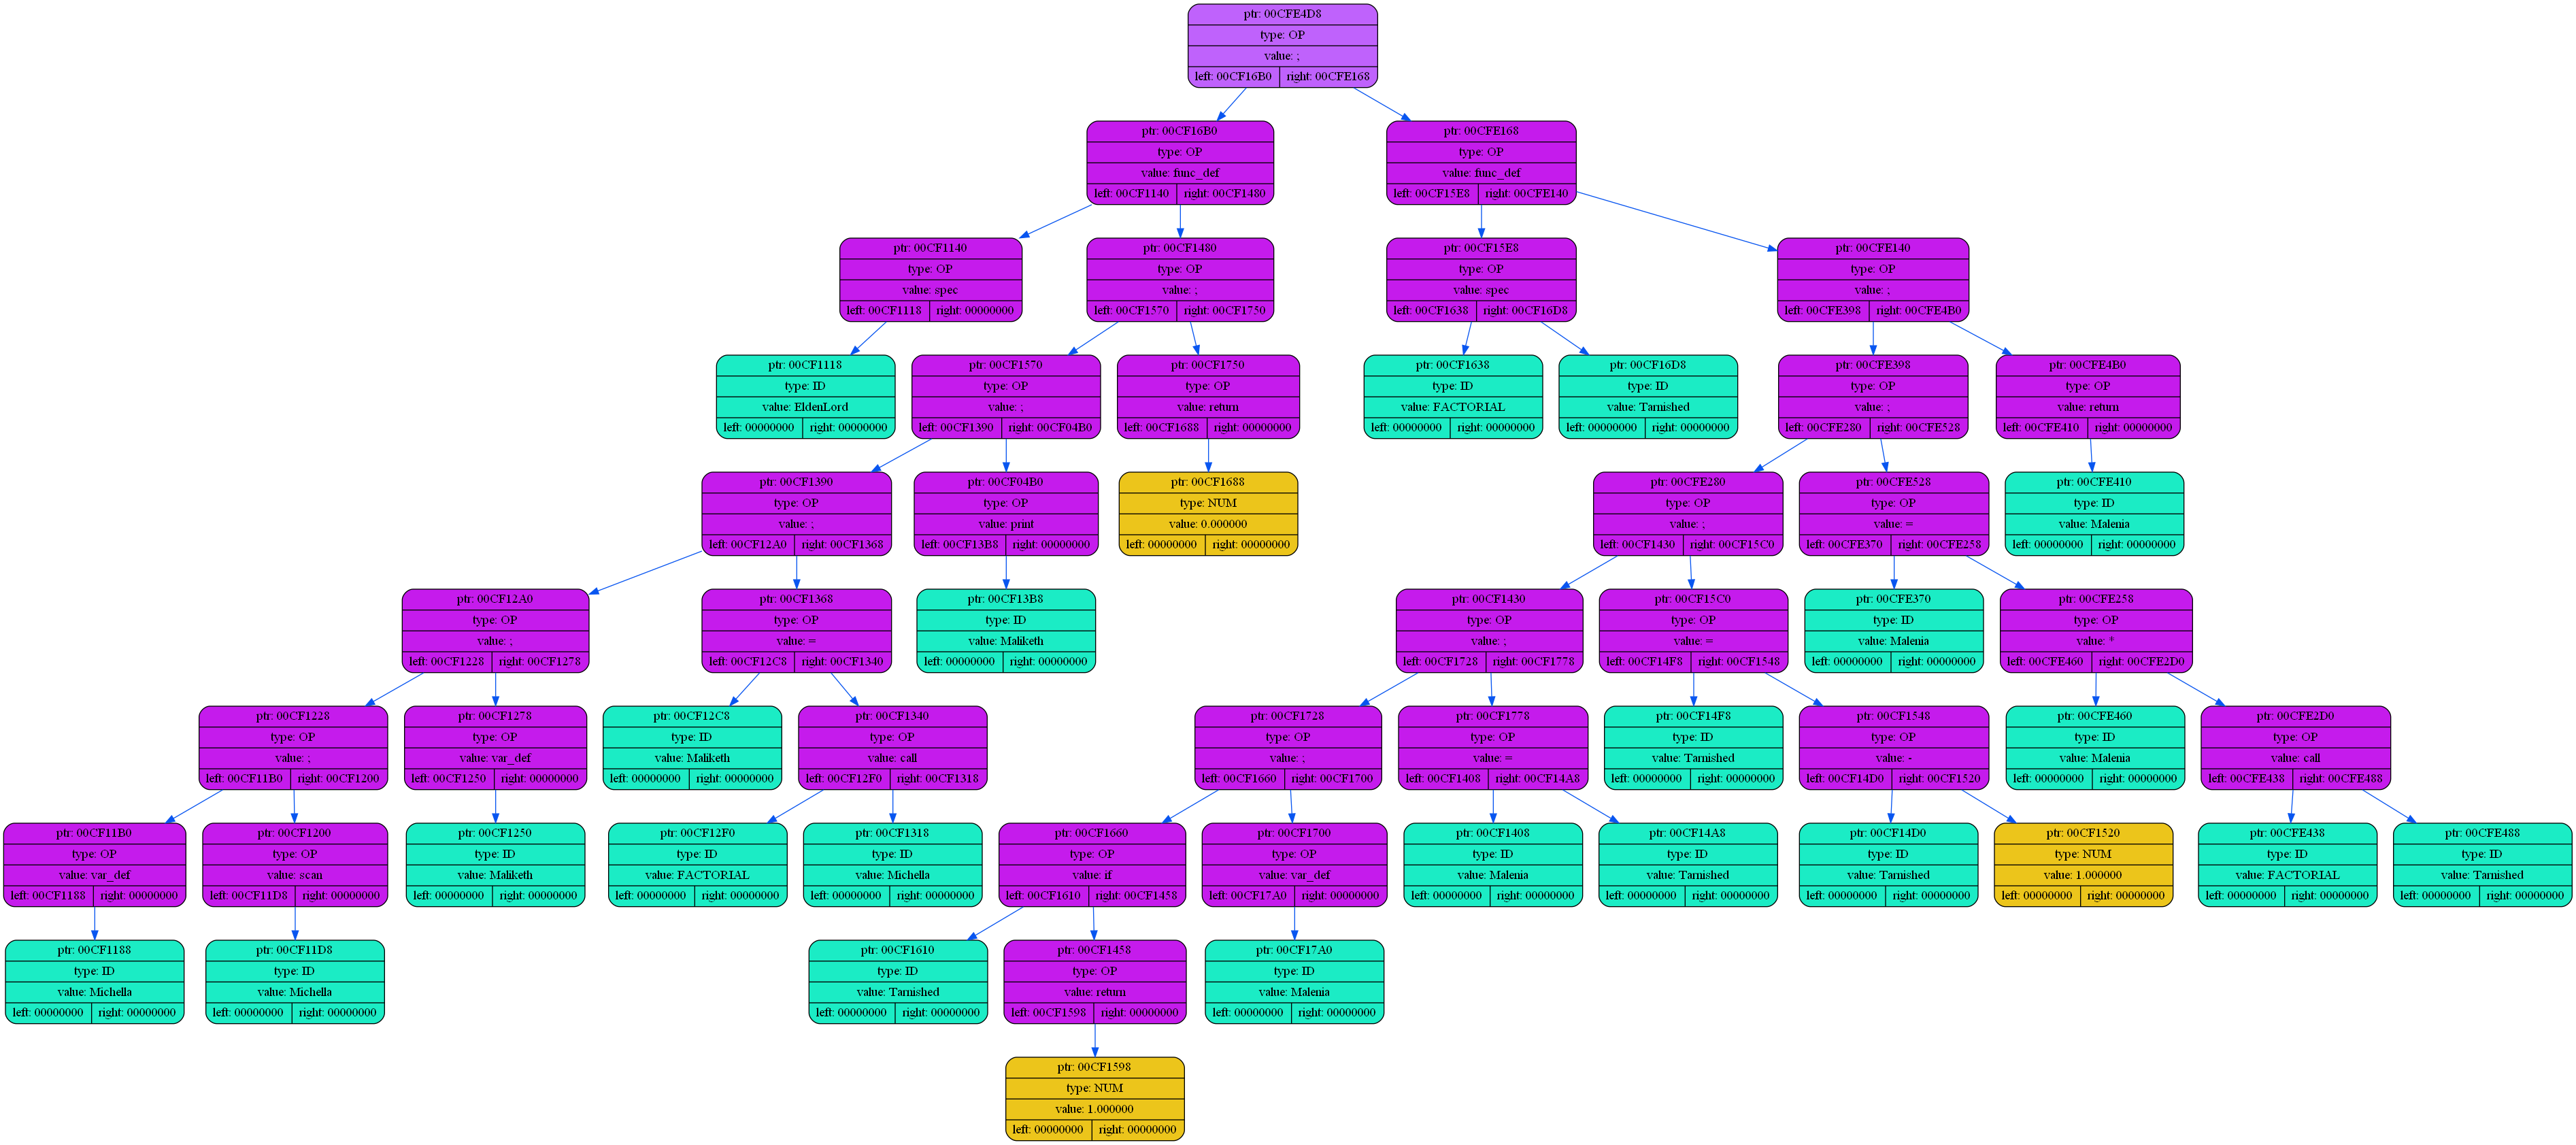 ptr: 00CFE4D8
type: OP
value: ;
left: 00CF16B0 right: 00CFE168
ptr: 00CF16B0
type: OP
value: func_def
left: 00CF1140 right: 00CF1480
ptr: 00CFE168
type: OP
value: func_def
left: 00CF15E8 right: 00CFE140
ptr: 00CF1140
type: OP
value: spec
left: 00CF1118 right: 00000000
ptr: 00CF1480
type: OP
value: ;
left: 00CF1570 right: 00CF1750
ptr: 00CF15E8
type: OP
value: spec
left: 00CF1638 right: 00CF16D8
ptr: 00CFE140
type: OP
value: ;
left: 00CFE398 right: 00CFE4B0
ptr: 00CF1118
type: ID
value: EldenLord
left: 00000000 right: 00000000
ptr: 00CF1570
type: OP
value: ;
left: 00CF1390 right: 00CF04B0
ptr: 00CF1750
type: OP
value: return
left: 00CF1688 right: 00000000
ptr: 00CF1638
type: ID
value: FACTORIAL
left: 00000000 right: 00000000
ptr: 00CF16D8
type: ID
value: Tarnished
left: 00000000 right: 00000000
ptr: 00CFE398
type: OP
value: ;
left: 00CFE280 right: 00CFE528
ptr: 00CFE4B0
type: OP
value: return
left: 00CFE410 right: 00000000
ptr: 00CF1390
type: OP
value: ;
left: 00CF12A0 right: 00CF1368
ptr: 00CF04B0
type: OP
value: print
left: 00CF13B8 right: 00000000
ptr: 00CF1688
type: NUM
value: 0.000000
left: 00000000 right: 00000000
ptr: 00CFE280
type: OP
value: ;
left: 00CF1430 right: 00CF15C0
ptr: 00CFE528
type: OP
value: =
left: 00CFE370 right: 00CFE258
ptr: 00CFE410
type: ID
value: Malenia
left: 00000000 right: 00000000
ptr: 00CF12A0
type: OP
value: ;
left: 00CF1228 right: 00CF1278
ptr: 00CF1368
type: OP
value: =
left: 00CF12C8 right: 00CF1340
ptr: 00CF13B8
type: ID
value: Maliketh
left: 00000000 right: 00000000
ptr: 00CF1430
type: OP
value: ;
left: 00CF1728 right: 00CF1778
ptr: 00CF15C0
type: OP
value: =
left: 00CF14F8 right: 00CF1548
ptr: 00CFE370
type: ID
value: Malenia
left: 00000000 right: 00000000
ptr: 00CFE258
type: OP
value: *
left: 00CFE460 right: 00CFE2D0
ptr: 00CF1228
type: OP
value: ;
left: 00CF11B0 right: 00CF1200
ptr: 00CF1278
type: OP
value: var_def
left: 00CF1250 right: 00000000
ptr: 00CF12C8
type: ID
value: Maliketh
left: 00000000 right: 00000000
ptr: 00CF1340
type: OP
value: call
left: 00CF12F0 right: 00CF1318
ptr: 00CF1728
type: OP
value: ;
left: 00CF1660 right: 00CF1700
ptr: 00CF1778
type: OP
value: =
left: 00CF1408 right: 00CF14A8
ptr: 00CF14F8
type: ID
value: Tarnished
left: 00000000 right: 00000000
ptr: 00CF1548
type: OP
value: -
left: 00CF14D0 right: 00CF1520
ptr: 00CFE460
type: ID
value: Malenia
left: 00000000 right: 00000000
ptr: 00CFE2D0
type: OP
value: call
left: 00CFE438 right: 00CFE488
ptr: 00CF11B0
type: OP
value: var_def
left: 00CF1188 right: 00000000
ptr: 00CF1200
type: OP
value: scan
left: 00CF11D8 right: 00000000
ptr: 00CF1250
type: ID
value: Maliketh
left: 00000000 right: 00000000
ptr: 00CF12F0
type: ID
value: FACTORIAL
left: 00000000 right: 00000000
ptr: 00CF1318
type: ID
value: Michella
left: 00000000 right: 00000000
ptr: 00CF1660
type: OP
value: if
left: 00CF1610 right: 00CF1458
ptr: 00CF1700
type: OP
value: var_def
left: 00CF17A0 right: 00000000
ptr: 00CF1408
type: ID
value: Malenia
left: 00000000 right: 00000000
ptr: 00CF14A8
type: ID
value: Tarnished
left: 00000000 right: 00000000
ptr: 00CF14D0
type: ID
value: Tarnished
left: 00000000 right: 00000000
ptr: 00CF1520
type: NUM
value: 1.000000
left: 00000000 right: 00000000
ptr: 00CFE438
type: ID
value: FACTORIAL
left: 00000000 right: 00000000
ptr: 00CFE488
type: ID
value: Tarnished
left: 00000000 right: 00000000
ptr: 00CF1188
type: ID
value: Michella
left: 00000000 right: 00000000
ptr: 00CF11D8
type: ID
value: Michella
left: 00000000 right: 00000000
ptr: 00CF1610
type: ID
value: Tarnished
left: 00000000 right: 00000000
ptr: 00CF1458
type: OP
value: return
left: 00CF1598 right: 00000000
ptr: 00CF17A0
type: ID
value: Malenia
left: 00000000 right: 00000000
ptr: 00CF1598
type: NUM
value: 1.000000
left: 00000000 right: 00000000